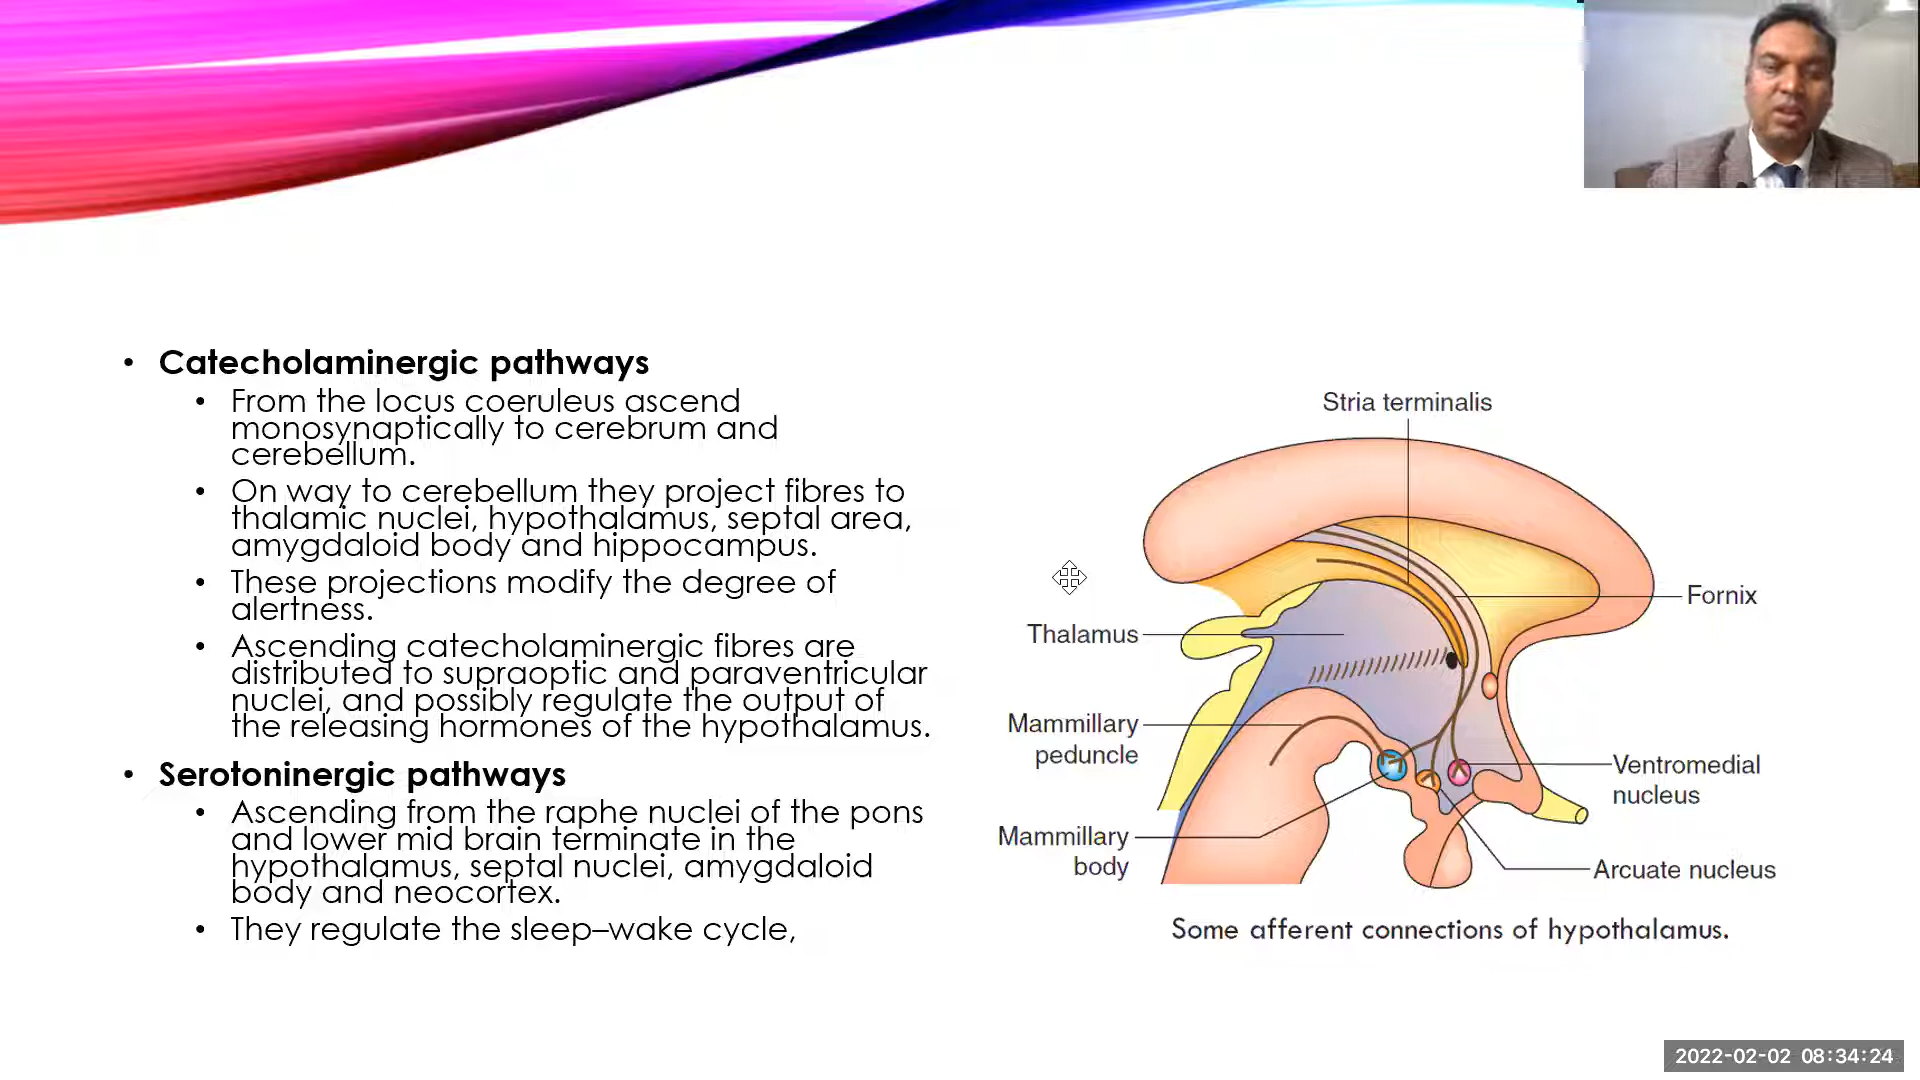 • Catecholaminergic pathways
• From the locus coeruleus ascend
monosynaptically to cerebrum and
cerebellum.
• On way to cerebellum they project fibres to
thalamic nuclei, hypothalamus, septal area,
amygdaloid body and hippocampus.
• These projections modify the degree of
alertness.
• Ascending catecholaminergic fibres are
distributed to supraoptic and paraventricular
nuclei, and possibly regulate the output of
the releasing hormones of the hypothalamus.
• Serotoninergic pathways
• Ascending from the raphe nuclei of the pons
and lower mid brain terminate in the
hypothalamus, septal nuclei, amygdaloid
body and neocortex.
• They regulate the sleep–wake cycle,
Stria terminalis
Fornix
Thalamus
Mammillary
peduncle
Ventromedial
nucleus
Mammillary
body
Arcuate nucleus
Some afferent connections of hypothalamus.
2022-02-02 08:34:24